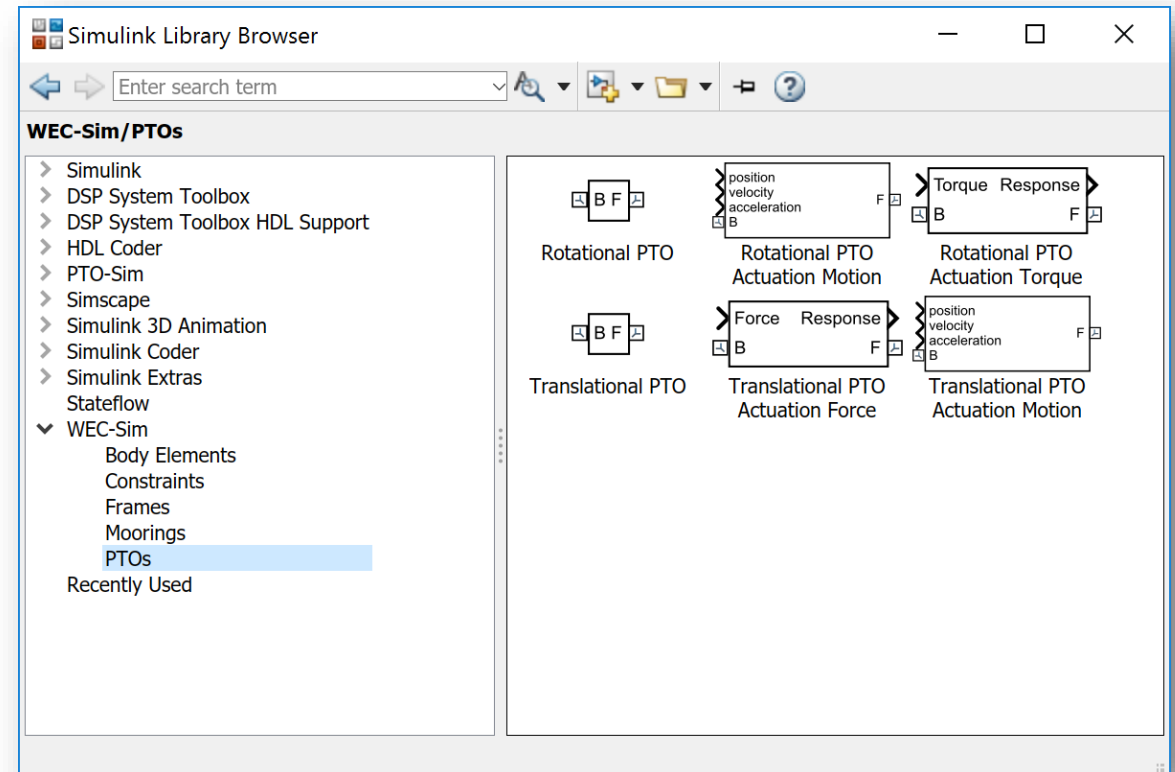 Simulink Library Browser
Enter search term
WEC-Sim/PTOs
Simulink
DSP System Toolbox
DSP System Toolbox HDL Support
HDL Coder
PTO-Sim
Simscape
Simulink 3D Animation
Simulink Coder
Simulink Extras
Stateflow
WEC-Sim
Body Elements
Constraints
Frames
Moorings
PTOs
Recently Used
B F
Rotational PTO
position
velocity
acceleration
F
B
Rotational PTO
Actuation Motion
Torque Response
B F
Rotational PTO
Actuation Torque
B F
Translational PTO
Force Response
B F
Translational PTO
Actuation Force
position
velocity
acceleration
F
B
Translational PTO
Actuation Motion